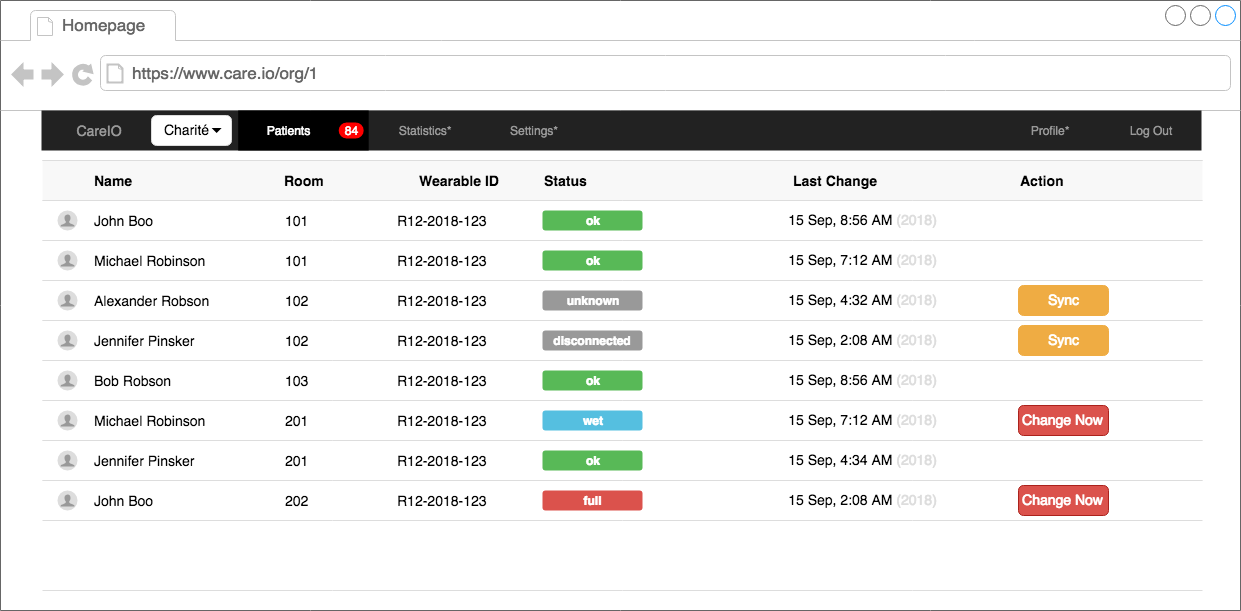 Homepage
https://www.care.io/org/1
CareIO Charité Patients 84 Statistics* Settings* Profile* Log Out
Name Room Wearable ID Status Last Change Action
John Boo 101 R12-2018-123 ok 15 Sep, 8:56 AM (2018)
Michael Robinson 101 R12-2018-123 ok 15 Sep, 7:12 AM (2018)
Alexander Robson 102 R12-2018-123 unknown 15 Sep, 4:32 AM (2018) Sync
Jennifer Pinsker 102 R12-2018-123 disconnected 15 Sep, 2:08 AM (2018) Sync
Bob Robson 103 R12-2018-123 ok 15 Sep, 8:56 AM (2018)
Michael Robinson 201 R12-2018-123 wet 15 Sep, 7:12 AM (2018) Change Now
Jennifer Pinsker 201 R12-2018-123 ok 15 Sep, 4:34 AM (2018)
John Boo 202 R12-2018-123 full 15 Sep, 2:08 AM (2018) Change Now